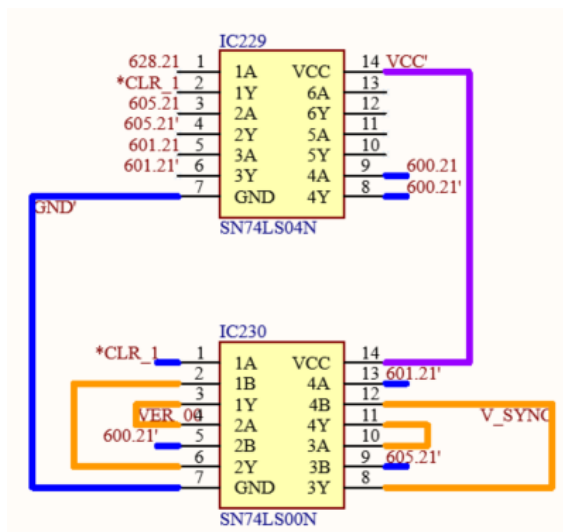 IC229
628.21 1 1A VCC 14 VCC'
*CLR_1 2 1Y 6A 13
605.21 3 2A 6Y 12
605.21' 4 2Y 5A 11
601.21 5 3A 5Y 10
601.21' 6 3Y 4A 9 600.21
7 GND 4Y 8 600.21'
GND'
SN74LS04N
IC230
*CLR_1 1 1A VCC 14
2 1B 4A 13 601.21'
3 1Y 4B 12
VER_00 4 2A 4Y 11 V_SYNC
600.21' 5 2B 3A 10
6 2Y 3B 9 605.21'
7 GND 3Y 8
SN74LS00N